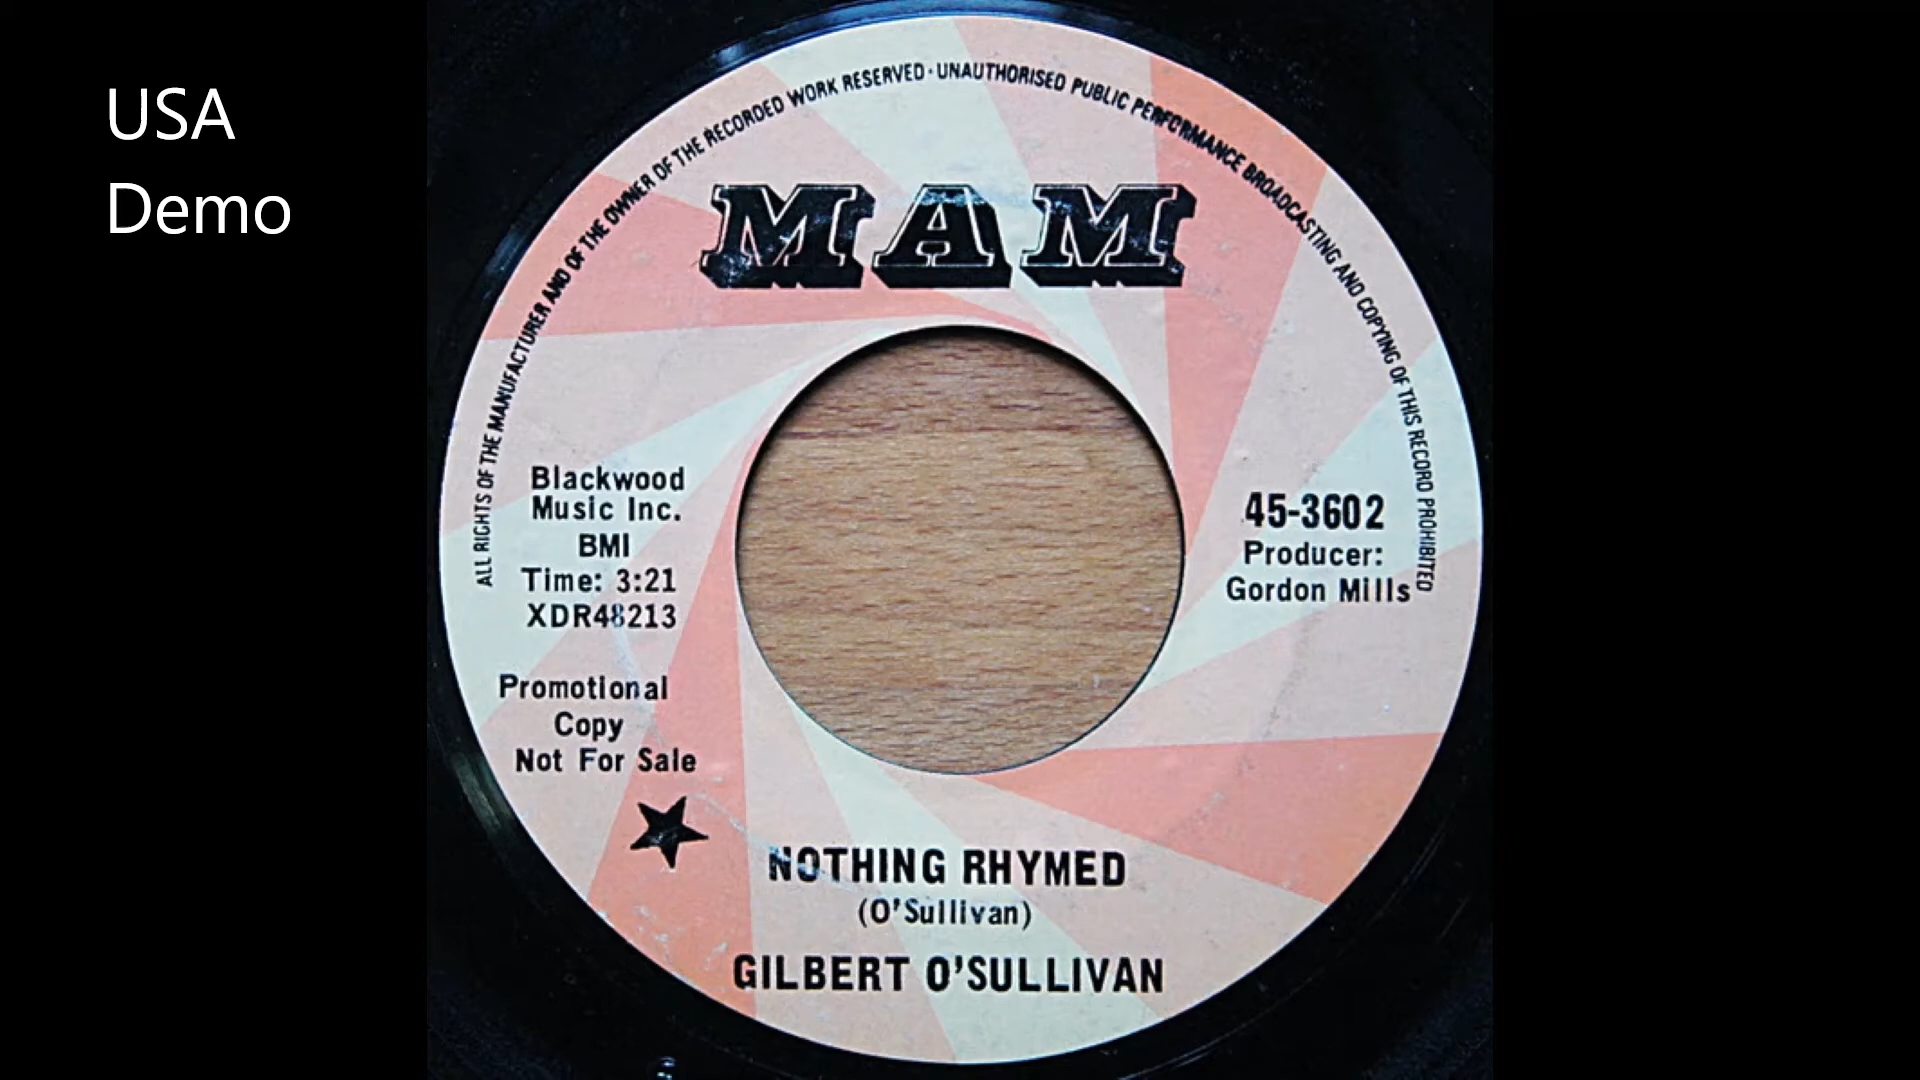 USA
Demo
ALL RIGHTS OF THE MANUFACTURER AND OF THE OWNER OF THE RECORDED WORK RESERVED · UNAUTHORISED PUBLIC PERFORMANCE BROADCASTING AND COPYING OF THIS RECORD PROHIBITED
MAM
Blackwood
Music Inc.
BMI
Time: 3:21
XDR48213
Promotional
Copy
Not For Sale
45-3602
Producer:
Gordon Mills
NOTHING RHYMED
(O'Sullivan)
GILBERT O'SULLIVAN